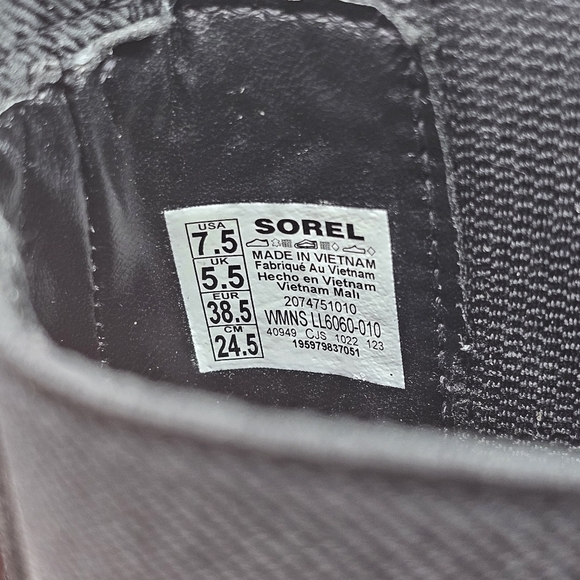 USA
7.5
UK
5.5
EUR
38.5
CM
24.5
SOREL
MADE IN VIETNAM
Fabriqué Au Vietnam
Hecho en Vietnam
Vietnam Malı
2074751010
WMNS LL6060-010
40949 CJS 1022 123
195979837051